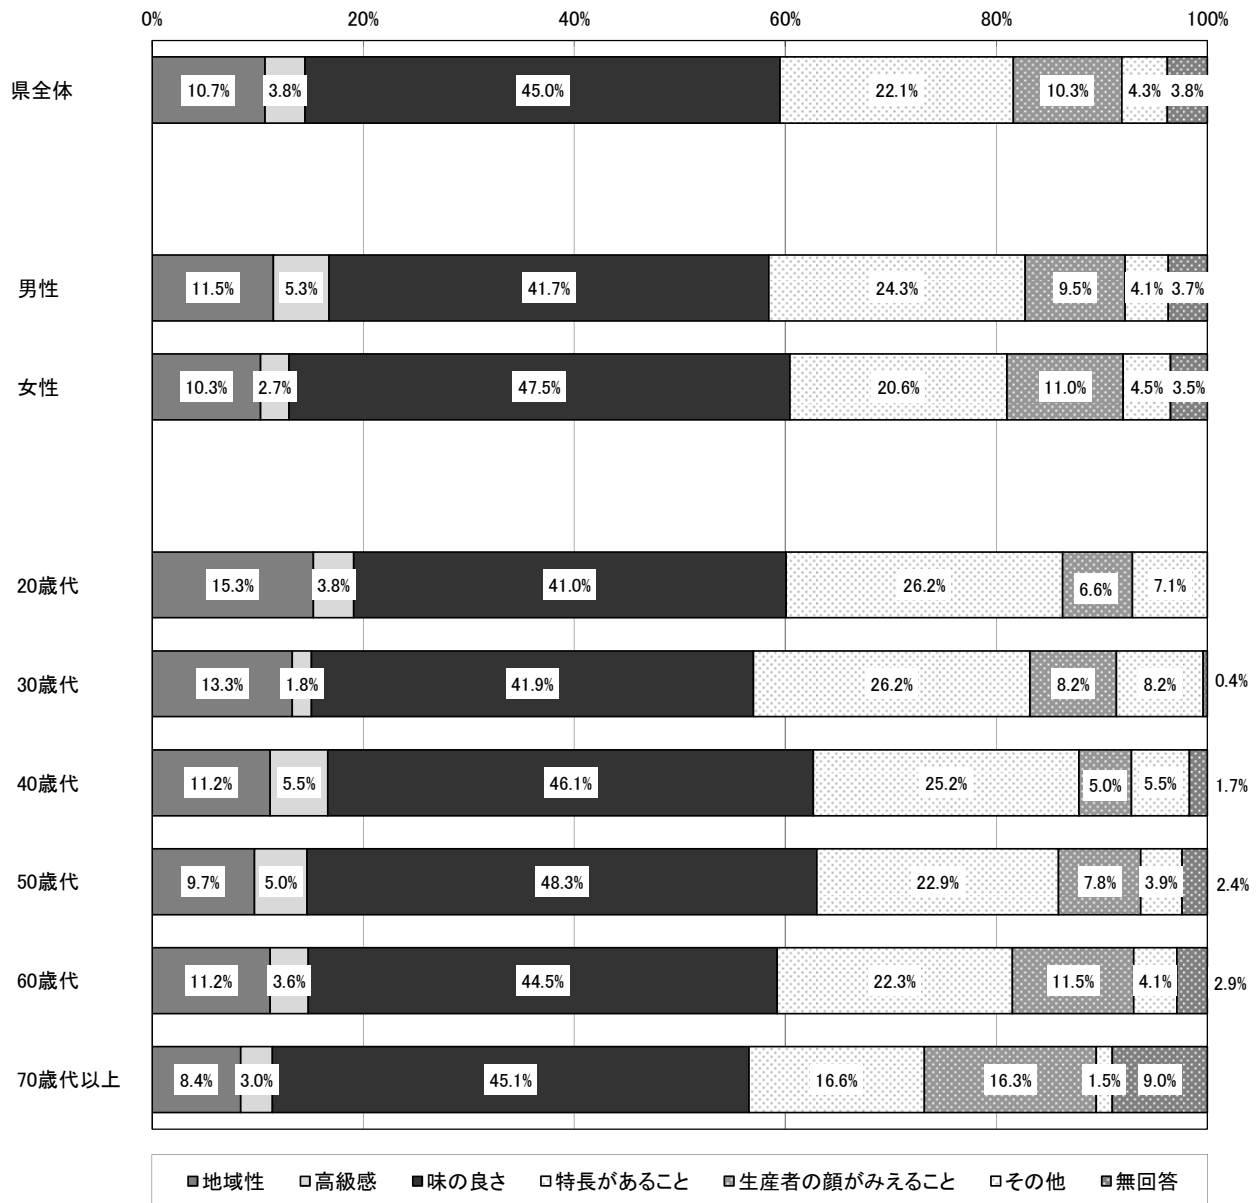 0% 20% 40% 60% 80% 100%
県全体 10.7% 3.8% 45.0% 22.1% 10.3% 4.3% 3.8%
男性 11.5% 5.3% 41.7% 24.3% 9.5% 4.1% 3.7%
女性 10.3% 2.7% 47.5% 20.6% 11.0% 4.5% 3.5%
20歳代 15.3% 3.8% 41.0% 26.2% 6.6% 7.1%
30歳代 13.3% 1.8% 41.9% 26.2% 8.2% 8.2% 0.4%
40歳代 11.2% 5.5% 46.1% 25.2% 5.0% 5.5% 1.7%
50歳代 9.7% 5.0% 48.3% 22.9% 7.8% 3.9% 2.4%
60歳代 11.2% 3.6% 44.5% 22.3% 11.5% 4.1% 2.9%
70歳代以上 8.4% 3.0% 45.1% 16.6% 16.3% 1.5% 9.0%
地域性 高級感 味の良さ 特長があること 生産者の顔がみえること その他 無回答